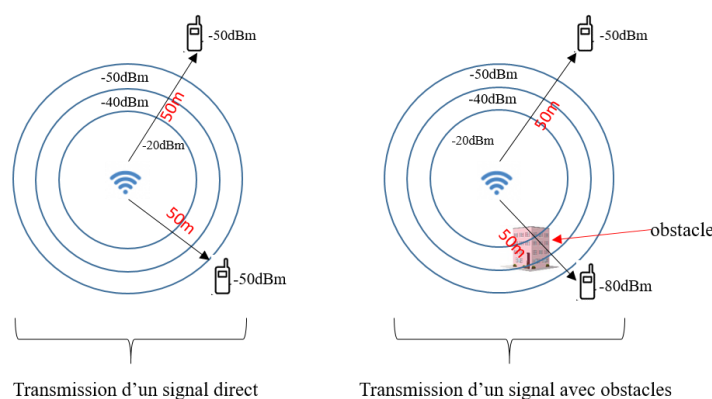 -50dBm
-50dBm
-40dBm
50m
-20dBm
50m
-50dBm
Transmission d’un signal direct
-50dBm
-50dBm
-40dBm
50m
-20dBm
obstacle
50m
-80dBm
Transmission d’un signal avec obstacles